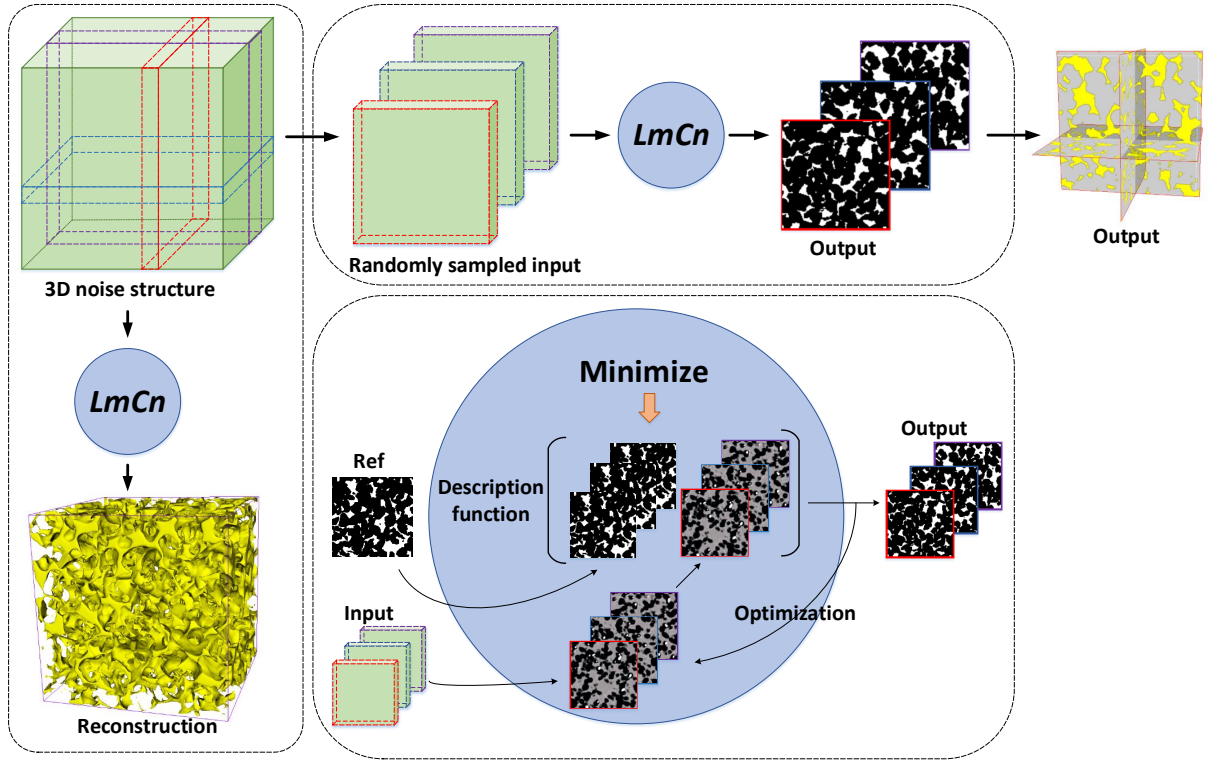 3D noise structure
LmCn
Reconstruction
Randomly sampled input
LmCn
Output
Output
Minimize
Ref
Description
function
Output
Input
Optimization